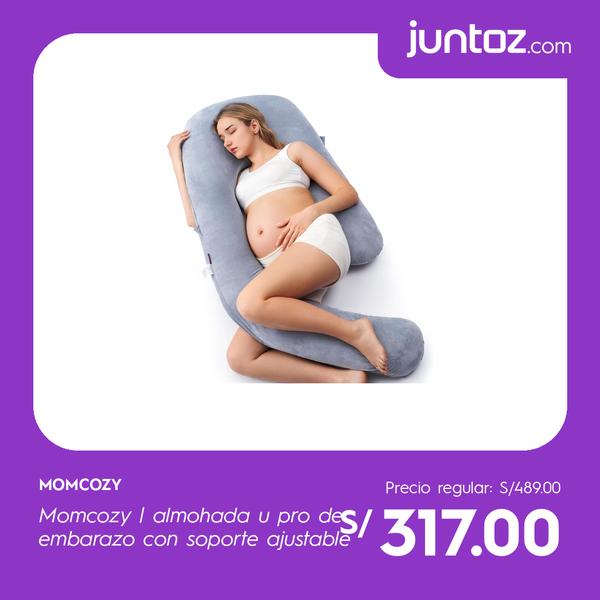 juntoz.com
MOMCOZY
Momcozy | almohada u pro de
embarazo con soporte ajustable
Precio regular: S/489.00
S/ 317.00